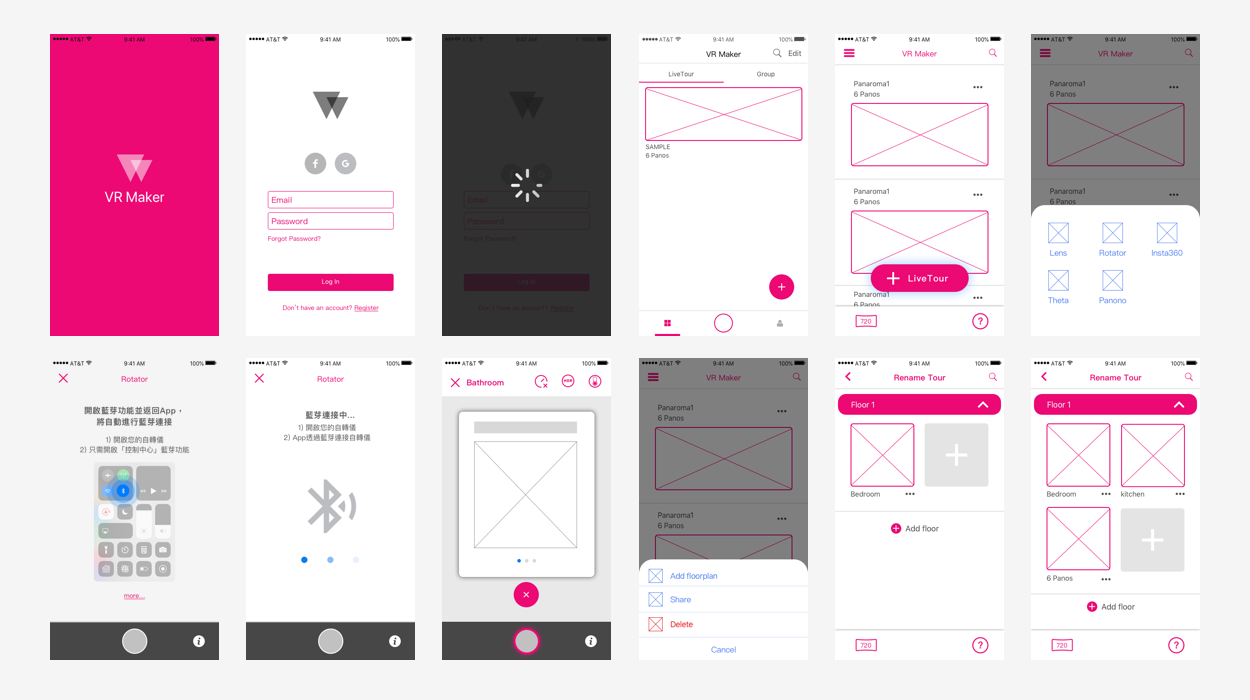 AT&T 9:41 AM 100%
VR Maker
AT&T 9:41 AM 100%
f G
Email
Password
Forgot Password?
Log In
Don't have an account? Register
AT&T 9:41 AM 100%
Email
Password
Forgot Password?
Log In
Don't have an account? Register
AT&T 9:41 AM 100%
VR Maker Edit
LiveTour Group
SAMPLE
6 Panos
AT&T 9:41 AM 100%
VR Maker
Panaroma1
6 Panos
Panaroma1
6 Panos
LiveTour
Panaroma1
6 Panos
720 ?
AT&T 9:41 AM 100%
VR Maker
Panaroma1
6 Panos
Panaroma1
6 Panos
Lens Rotator Insta360
Theta Panono
AT&T 9:41 AM 100%
Rotator
開啟藍芽功能並返回App，
將自動進行藍芽連接
1) 開啟您的自轉儀
2) 只需開啟「控制中心」藍芽功能
more...
i
AT&T 9:41 AM 100%
Rotator
藍芽連接中...
1) 開啟您的自轉儀
2) App透過藍芽連接自轉儀
i
AT&T 9:41 AM 100%
Bathroom HDR
i
AT&T 9:41 AM 100%
VR Maker
Panaroma1
6 Panos
Panaroma1
6 Panos
Add floorplan
Share
Delete
Cancel
AT&T 9:41 AM 100%
Rename Tour
Floor 1
Bedroom
Add floor
720 ?
AT&T 9:41 AM 100%
Rename Tour
Floor 1
Bedroom kitchen
6 Panos
Add floor
720 ?